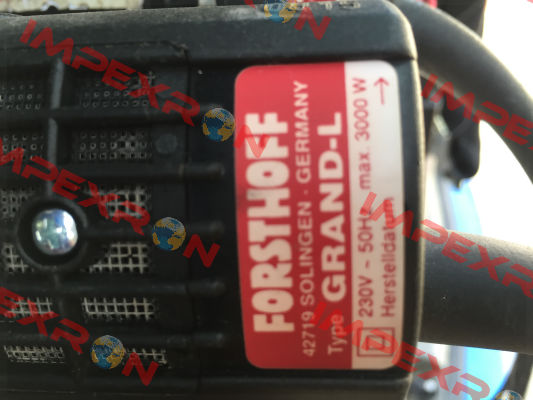 FORSTHOFF
42719 SOLINGEN · GERMANY
Type GRAND-L
230V ~ 50Hz max. 3000 W →
Herstelldatum
IMPEXRON
IMPEXRON
IMPEXRON
IMPEXRON